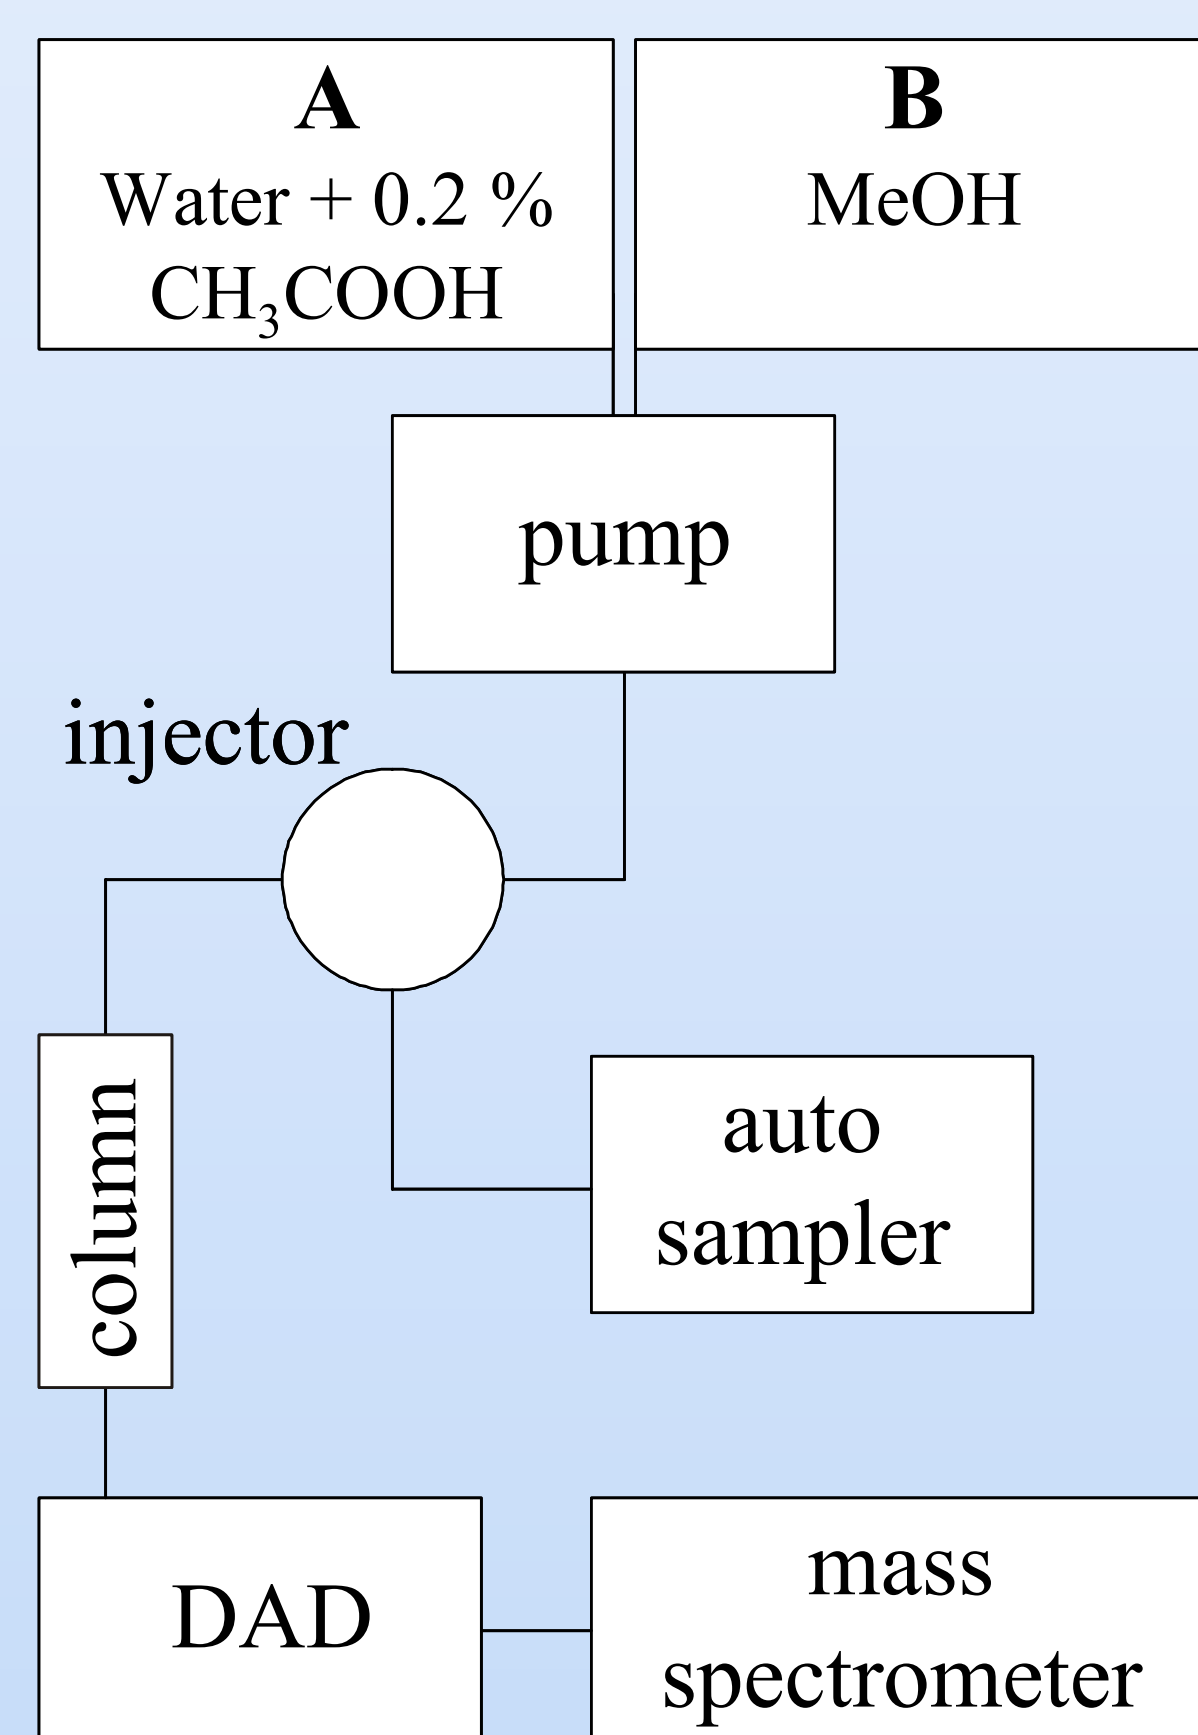 A
Water + 0.2 %
CH₃COOH
B
MeOH
pump
injector
column
auto
sampler
DAD
mass
spectrometer